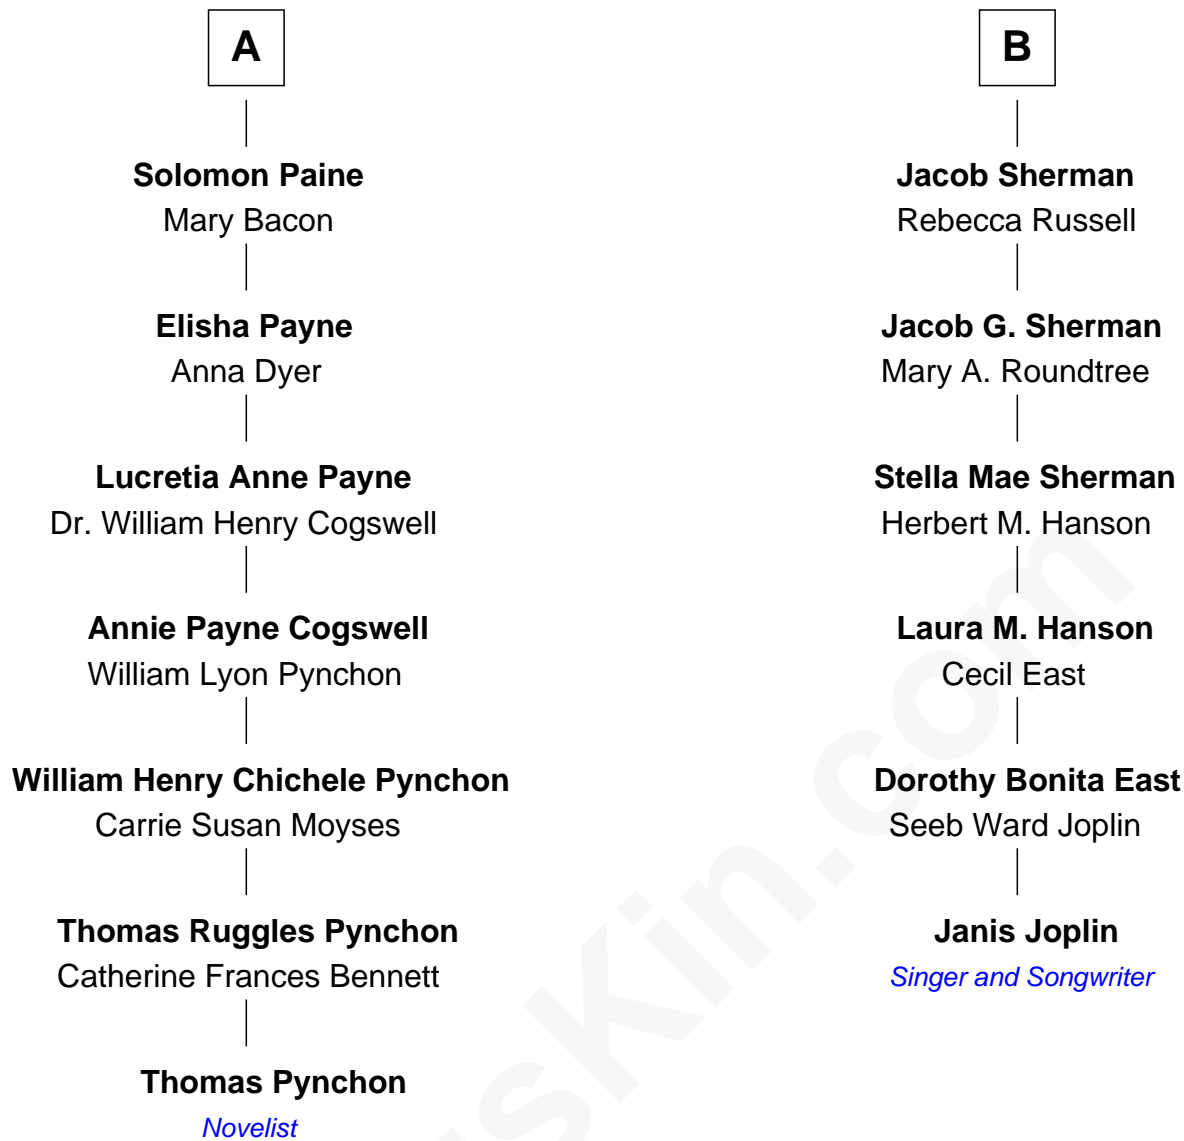 A
Solomon Paine
Mary Bacon
Elisha Payne
Anna Dyer
Lucretia Anne Payne
Dr. William Henry Cogswell
Annie Payne Cogswell
William Lyon Pynchon
William Henry Chichele Pynchon
Carrie Susan Moyses
Thomas Ruggles Pynchon
Catherine Frances Bennett
Thomas Pynchon
Novelist
B
Jacob Sherman
Rebecca Russell
Jacob G. Sherman
Mary A. Roundtree
Stella Mae Sherman
Herbert M. Hanson
Laura M. Hanson
Cecil East
Dorothy Bonita East
Seeb Ward Joplin
Janis Joplin
Singer and Songwriter